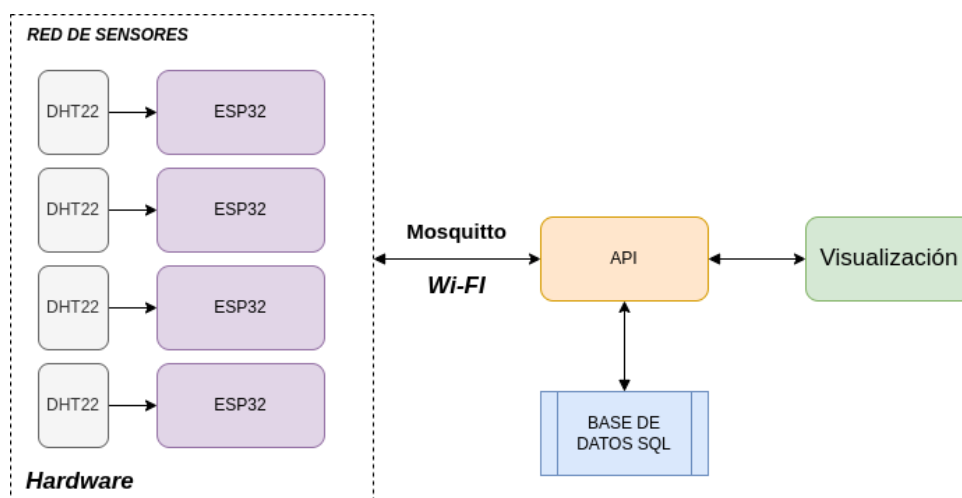 RED DE SENSORES
DHT22
ESP32
DHT22
ESP32
DHT22
ESP32
DHT22
ESP32
Hardware
Mosquitto
Wi-FI
API
Visualización
BASE DE
DATOS SQL